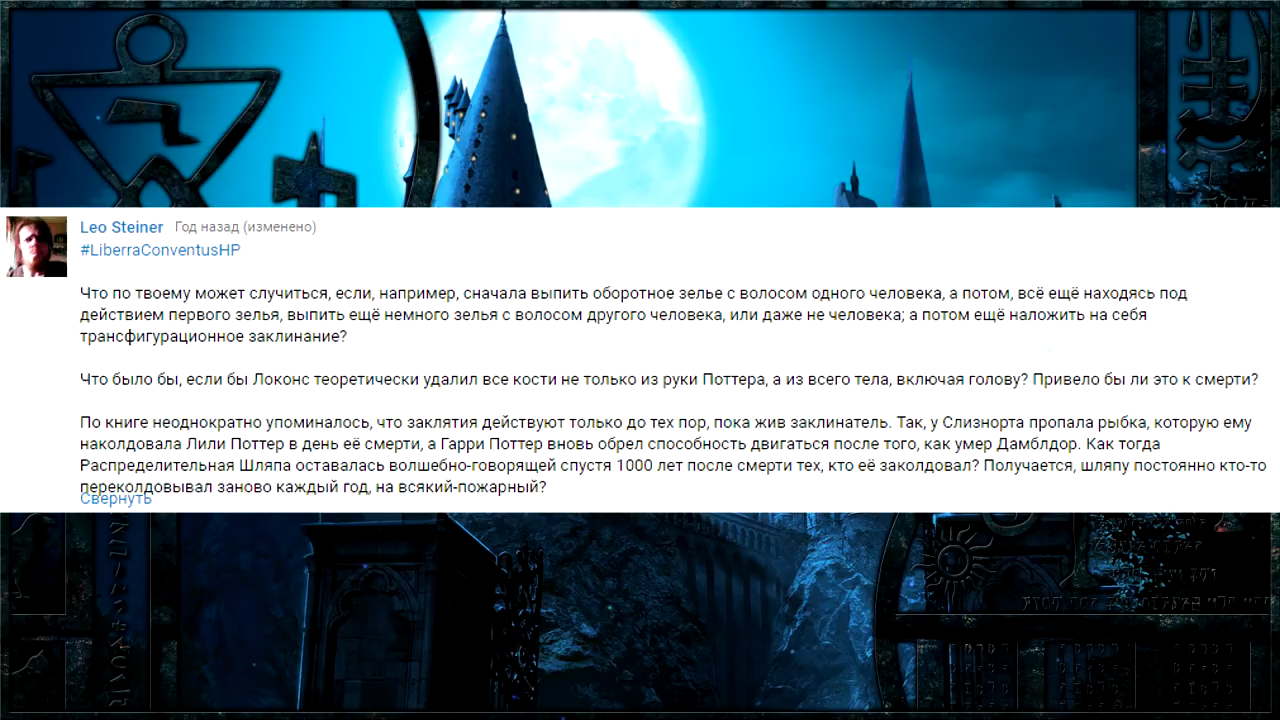 Leo Steiner Год назад (изменено)
#LiberraConventusHP
Что по твоему может случиться, если, например, сначала выпить оборотное зелье с волосом одного человека, а потом, всё ещё находясь под
действием первого зелья, выпить ещё немного зелья с волосом другого человека, или даже не человека; а потом ещё наложить на себя
трансфигурационное заклинание?
Что было бы, если бы Локонс теоретически удалил все кости не только из руки Поттера, а из всего тела, включая голову? Привело бы ли это к смерти?
По книге неоднократно упоминалось, что заклятия действуют только до тех пор, пока жив заклинатель. Так, у Слизнорта пропала рыбка, которую ему
наколдовала Лили Поттер в день её смерти, а Гарри Поттер вновь обрел способность двигаться после того, как умер Дамблдор. Как тогда
Распределительная Шляпа оставалась волшебно-говорящей спустя 1000 лет после смерти тех, кто её заколдовал? Получается, шляпу постоянно кто-то
переколдовывал заново каждый год, на всякий-пожарный?
Свернуть